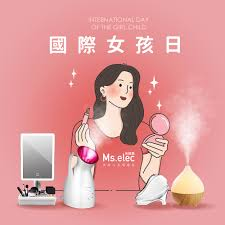 INTERNATIONAL DAY
OF THE GIRL CHILD
國際女孩日
Ms.elec